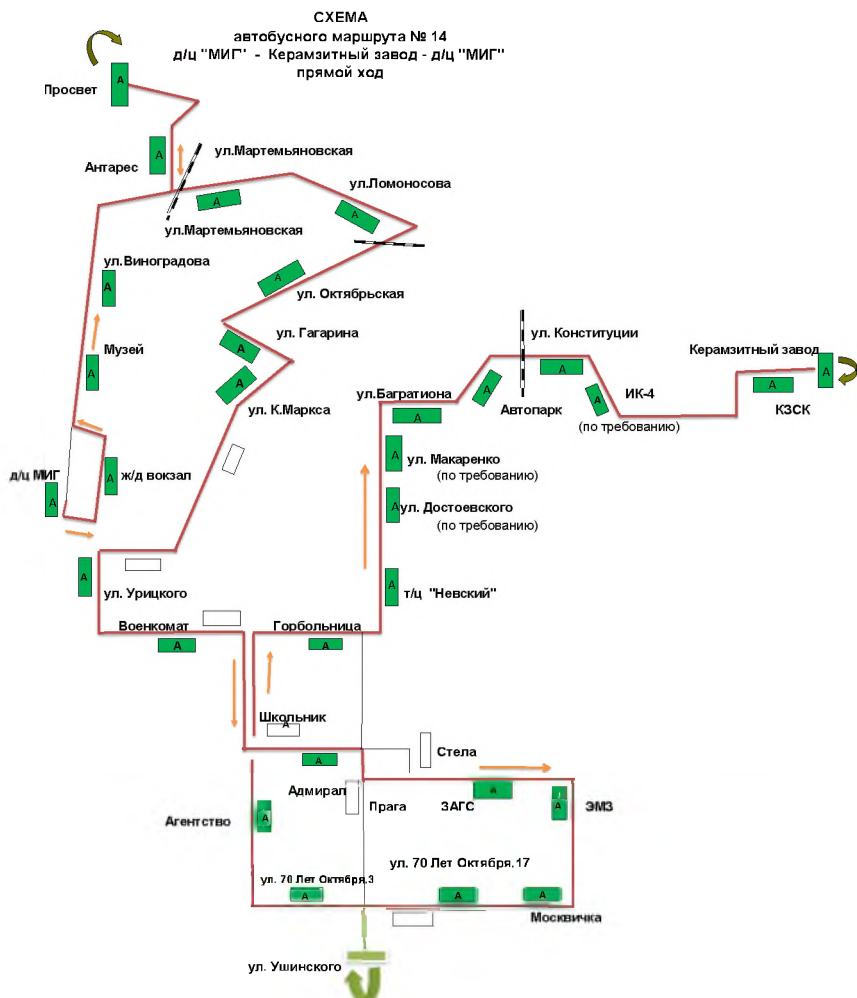 СХЕМА
автобусного маршрута № 14
д/ц "МИГ" - Керамзитный завод - д/ц "МИГ"
прямой ход
А
Просвет
А
Антарес
ул.Мартемьяновская
ул.Ломоносова
А
А
ул.Мартемьяновская
ул.Виноградова
А
А
ул. Октябрьская
ул. Гагарина
А
ул. Конституции
Музей
А
Керамзитный завод
А
А
А
ул.Багратиона
А
А
ИК-4
А
А
ул. К.Маркса
А
Автопарк
КЗСК
(по требованию)
А
ул. Макаренко
(по требованию)
д/ц МИГ
А
ж/д вокзал
А
А
ул. Достоевского
(по требованию)
А
ул. Урицкого
А
т/ц "Невский"
Военкомат
Горбольница
А
А
Школьник
А
Стела
А
Адмирал
Прага
ЗАГС
А
А
ЭМЗ
Агентство
А
ул. 70 Лет Октября,17
ул. 70 Лет Октября,3
А
А
А
Москвичка
ул. Ушинского